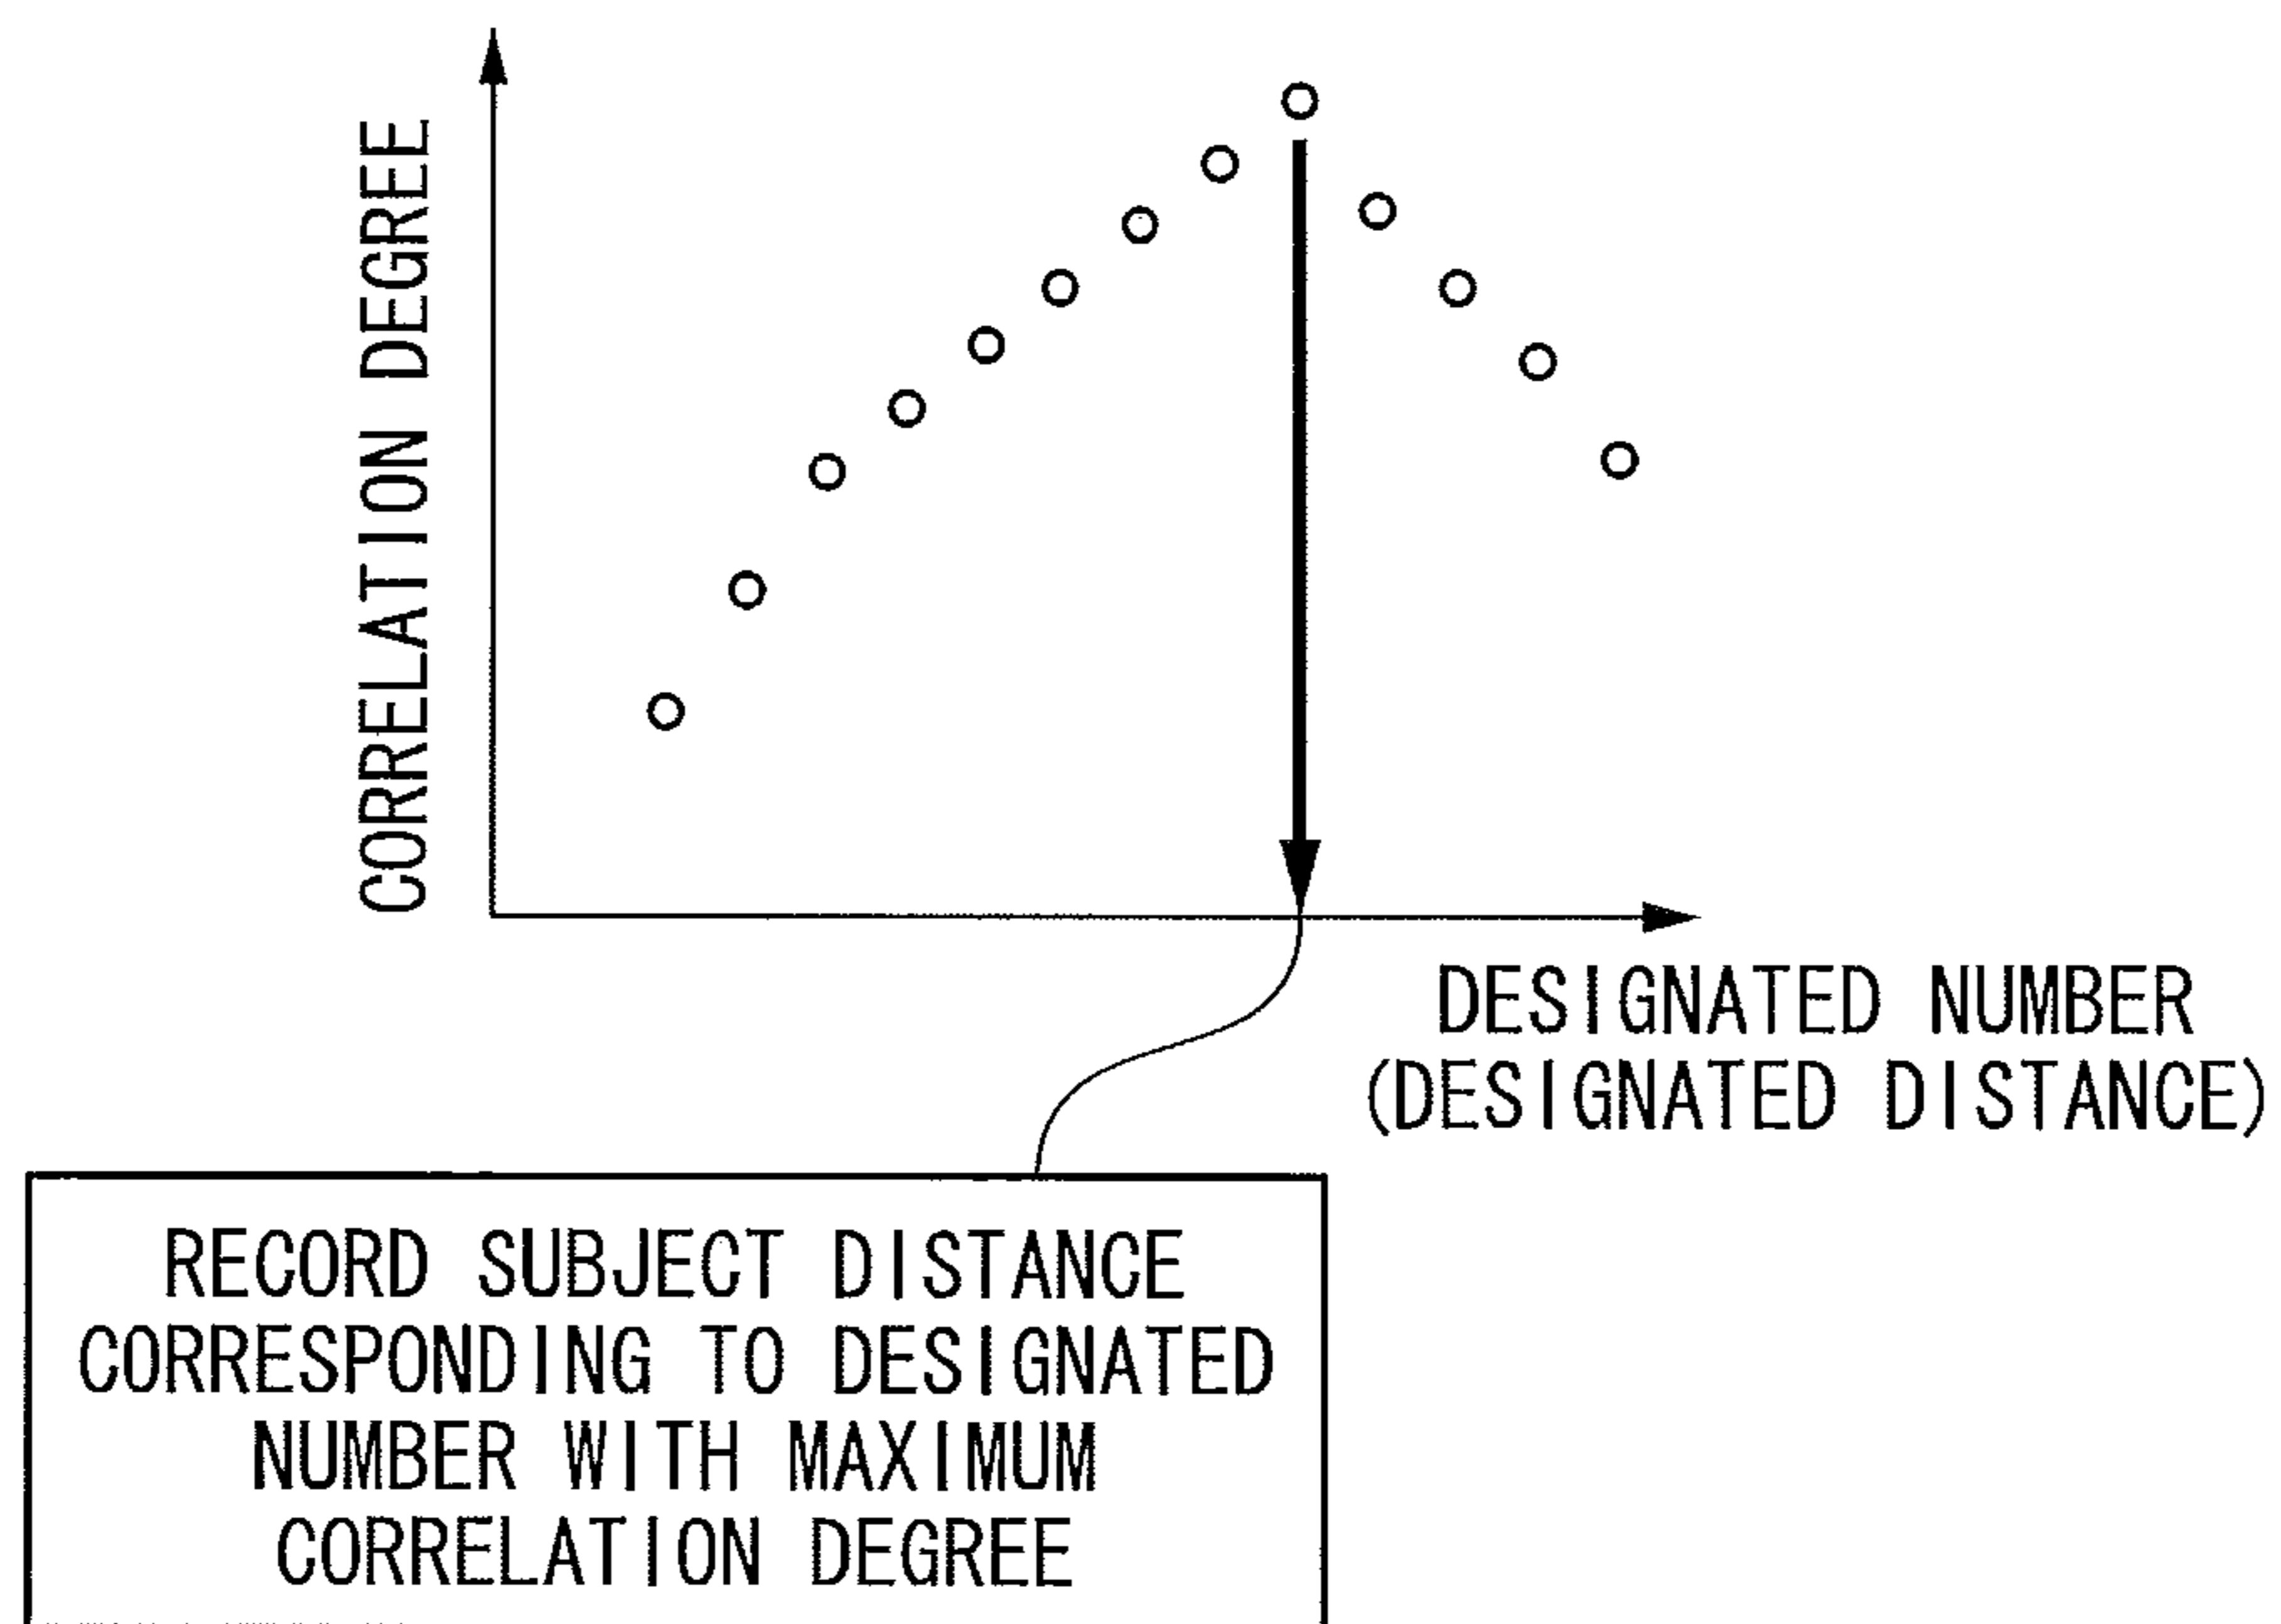 CORRELATION DEGREE
DESIGNATED NUMBER
(DESIGNATED DISTANCE)
RECORD SUBJECT DISTANCE
CORRESPONDING TO DESIGNATED
NUMBER WITH MAXIMUM
CORRELATION DEGREE